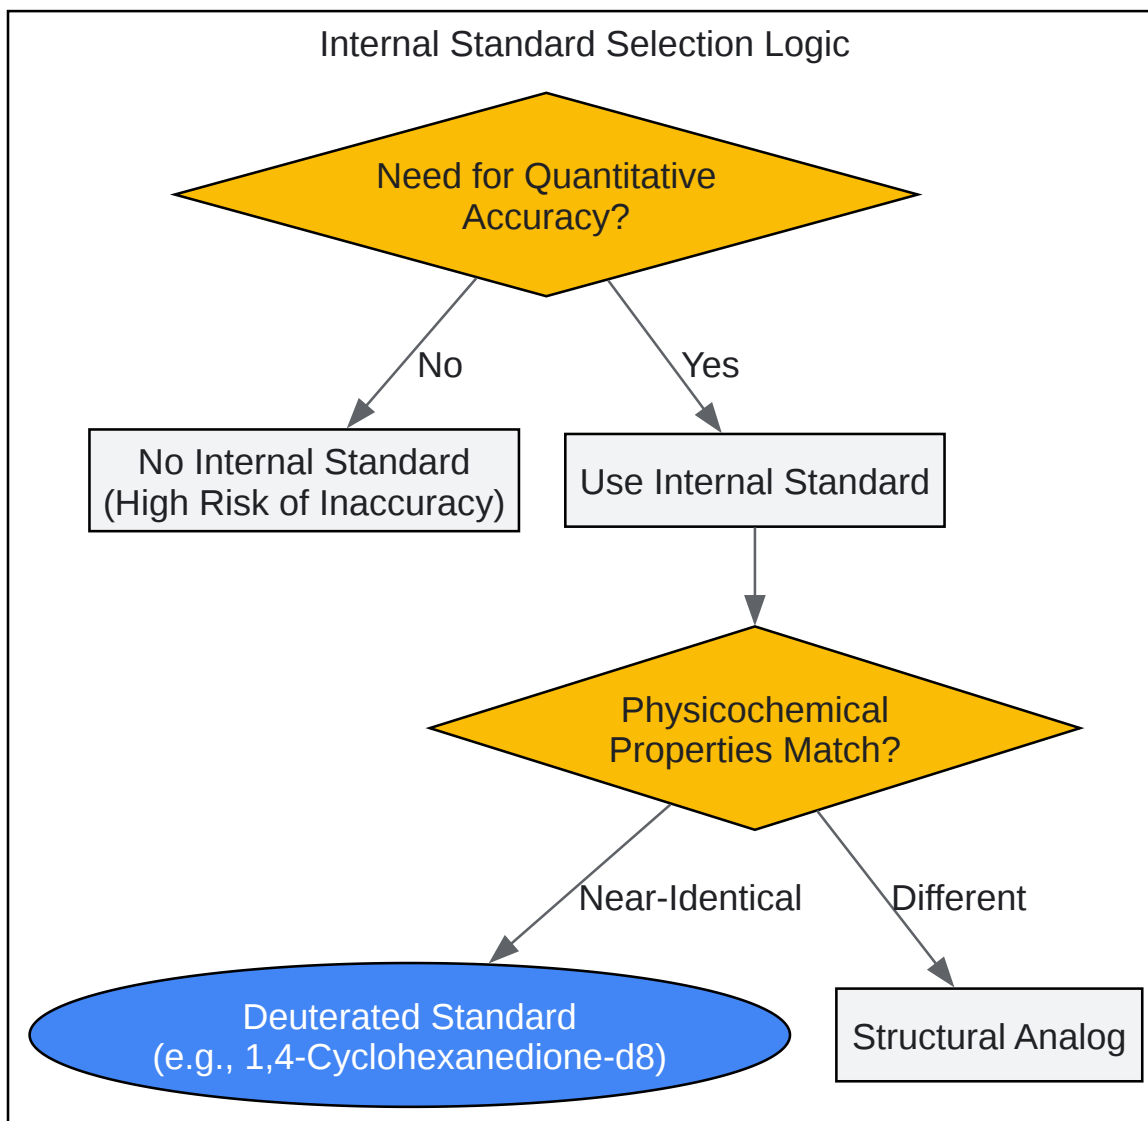 Internal Standard Selection Logic
Need for Quantitative
Accuracy?
No
Yes
No Internal Standard
(High Risk of Inaccuracy)
Use Internal Standard
Physicochemical
Properties Match?
Near-Identical
Different
Deuterated Standard
(e.g., 1,4-Cyclohexanedione-d8)
Structural Analog